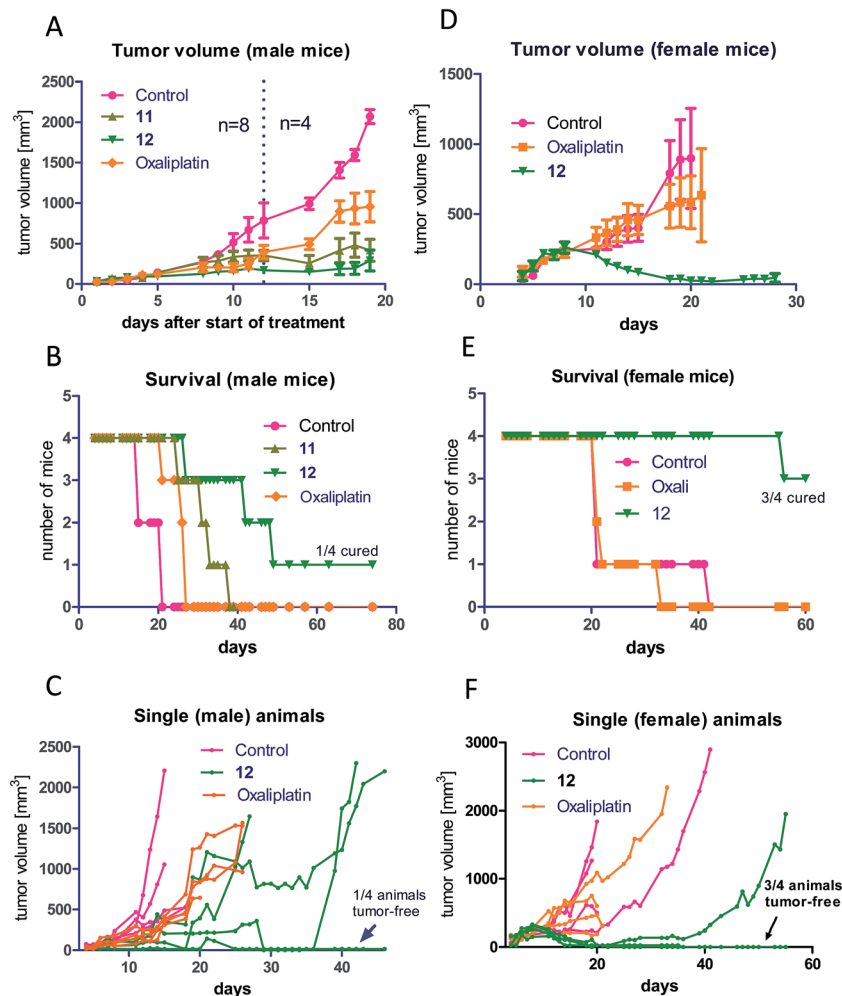 A
Tumor volume (male mice)
tumor volume [mm³]
2500
2000
1500
1000
500
0
Control
11
12
Oxaliplatin
n=8
n=4
0
5
10
15
20
days after start of treatment
D
Tumor volume (female mice)
tumor volume [mm³]
1500
1000
500
0
Control
Oxaliplatin
12
0
10
20
30
days
B
Survival (male mice)
number of mice
5
4
3
2
1
0
Control
11
12
Oxaliplatin
1/4 cured
0
20
40
60
80
days
E
Survival (female mice)
number of mice
5
4
3
2
1
0
Control
Oxali
12
3/4 cured
0
20
40
60
days
C
Single (male) animals
tumor volume [mm³]
2500
2000
1500
1000
500
0
Control
12
Oxaliplatin
1/4 animals
tumor-free
10
20
30
40
days
F
Single (female) animals
tumor volume [mm³]
3000
2000
1000
0
Control
12
Oxaliplatin
3/4 animals
tumor-free
20
40
60
days